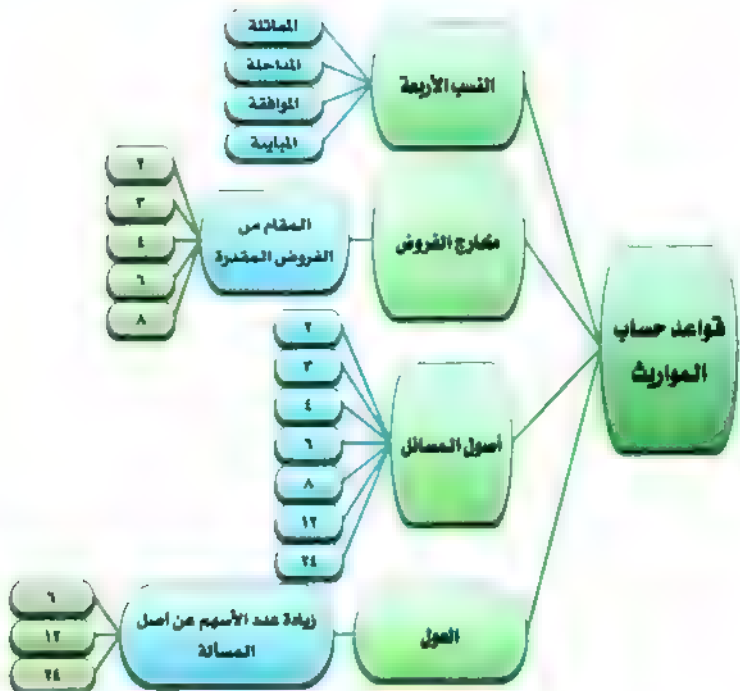 قواعد حساب
المواريث
النسب الأربعة
المماثلة
المداخلة
الموافقة
المباينة
مخارج الفروض
المقام من
الفروض المقدرة
٢
٣
٤
٦
٨
أصول المسائل
٢
٣
٤
٦
٨
١٢
٢٤
العول
زيادة عدد الأسهم عن أصل
المسألة
٦
١٢
٢٤